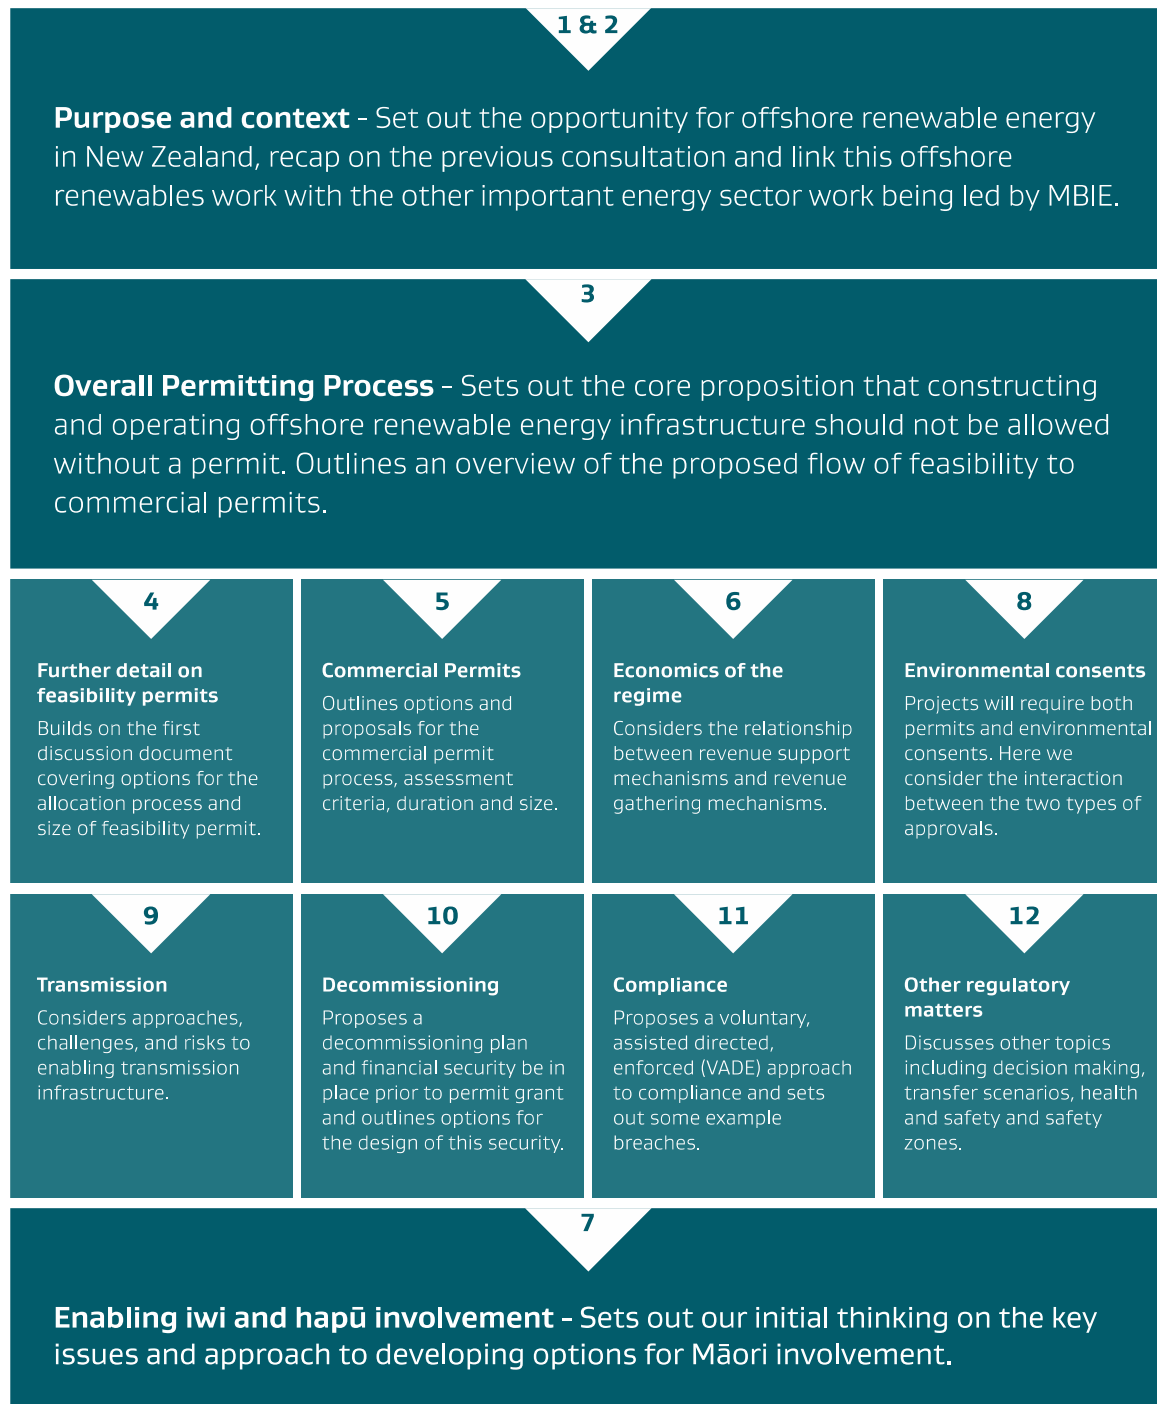 1 & 2
Purpose and context - Set out the opportunity for offshore renewable energy
in New Zealand, recap on the previous consultation and link this offshore
renewables work with the other important energy sector work being led by MBIE.
3
Overall Permitting Process - Sets out the core proposition that constructing
and operating offshore renewable energy infrastructure should not be allowed
without a permit. Outlines an overview of the proposed flow of feasibility to
commercial permits.
4
Further detail on
feasibility permits
Builds on the first
discussion document
covering options for the
allocation process and
size of feasibility permit.
5
Commercial Permits
Outlines options and
proposals for the
commercial permit
process, assessment
criteria, duration and size.
6
Economics of the
regime
Considers the relationship
between revenue support
mechanisms and revenue
gathering mechanisms.
8
Environmental consents
Projects will require both
permits and environmental
consents. Here we
consider the interaction
between the two types of
approvals.
9
Transmission
Considers approaches,
challenges, and risks to
enabling transmission
infrastructure.
10
Decommissioning
Proposes a
decommissioning plan
and financial security be in
place prior to permit grant
and outlines options for
the design of this security.
11
Compliance
Proposes a voluntary,
assisted directed,
enforced (VADE) approach
to compliance and sets
out some example
breaches.
12
Other regulatory
matters
Discusses other topics
including decision making,
transfer scenarios, health
and safety and safety
zones.
7
Enabling iwi and hapū involvement - Sets out our initial thinking on the key
issues and approach to developing options for Māori involvement.